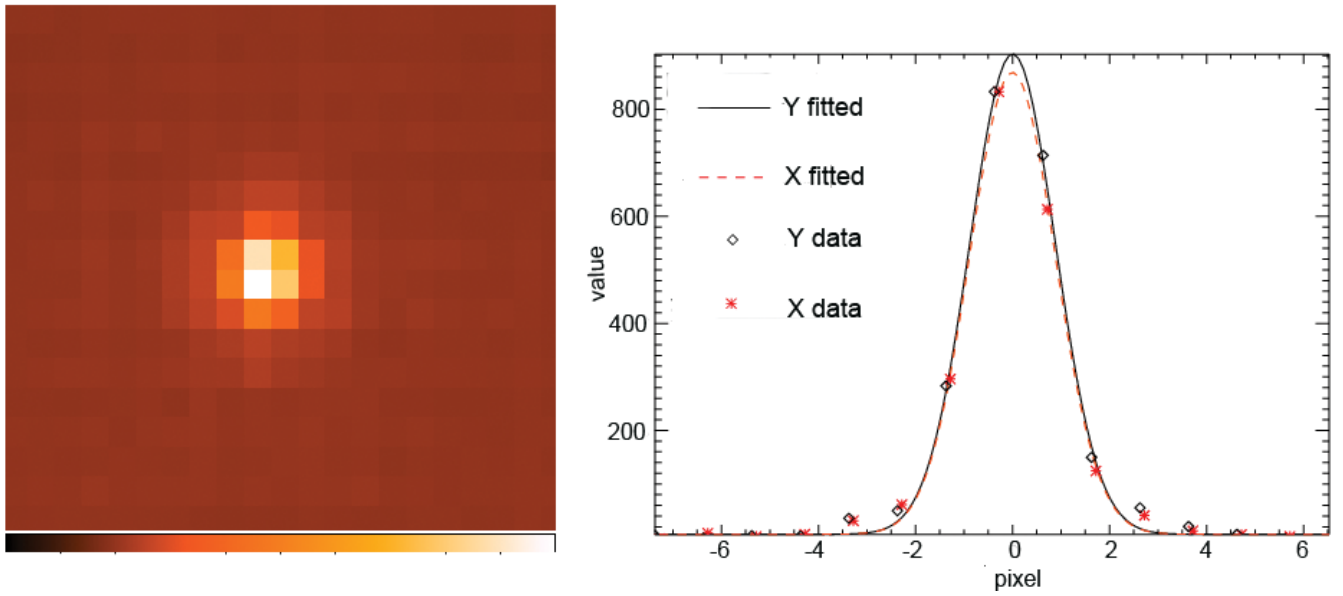 800
600
400
200
value
Y fitted
X fitted
Y data
X data
-6 -4 -2 0 2 4 6
pixel